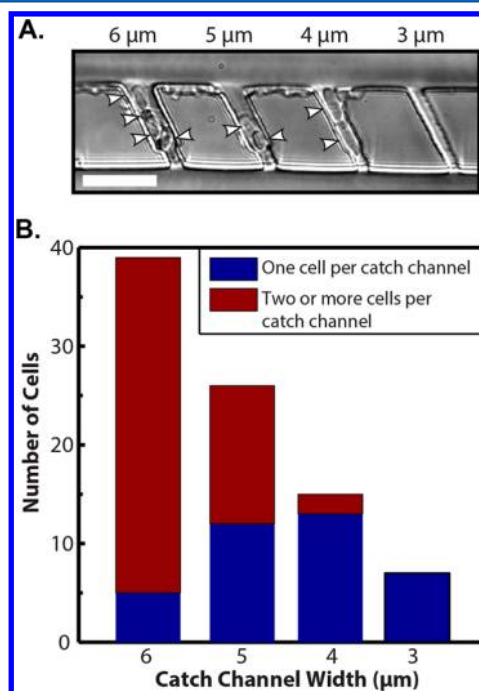 A.
6 μm 5 μm 4 μm 3 μm
B.
40
30
20
10
0
Number of Cells
One cell per catch channel
Two or more cells per
catch channel
6 5 4 3
Catch Channel Width (μm)